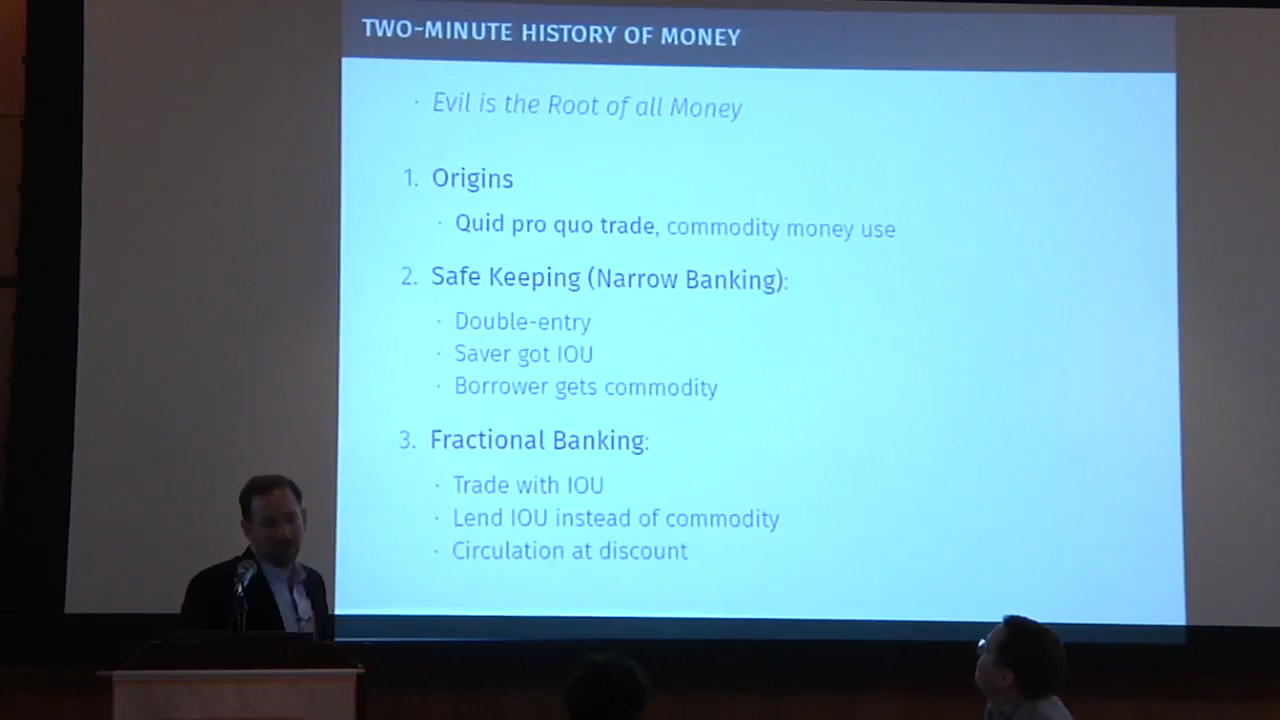 TWO-MINUTE HISTORY OF MONEY
· Evil is the Root of all Money
1. Origins
· Quid pro quo trade, commodity money use
2. Safe Keeping (Narrow Banking):
· Double-entry
· Saver got IOU
· Borrower gets commodity
3. Fractional Banking:
· Trade with IOU
· Lend IOU instead of commodity
· Circulation at discount